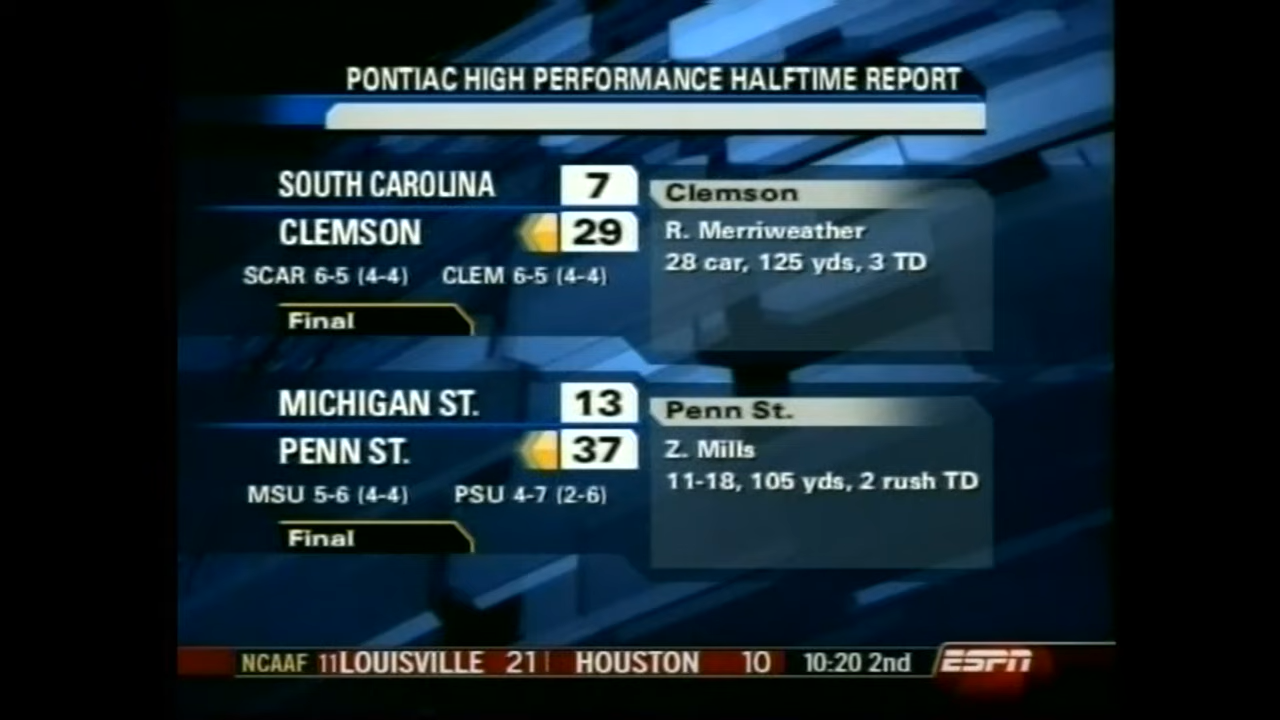 PONTIAC HIGH PERFORMANCE HALFTIME REPORT
SOUTH CAROLINA 7
CLEMSON 29
SCAR 6-5 (4-4) CLEM 6-5 (4-4)
Final
Clemson
R. Merriweather
28 car, 125 yds, 3 TD
MICHIGAN ST. 13
PENN ST. 37
MSU 5-6 (4-4) PSU 4-7 (2-6)
Final
Penn St.
Z. Mills
11-18, 105 yds, 2 rush TD
NCAAF 11 LOUISVILLE 21 HOUSTON 10 10:20 2nd ESPN